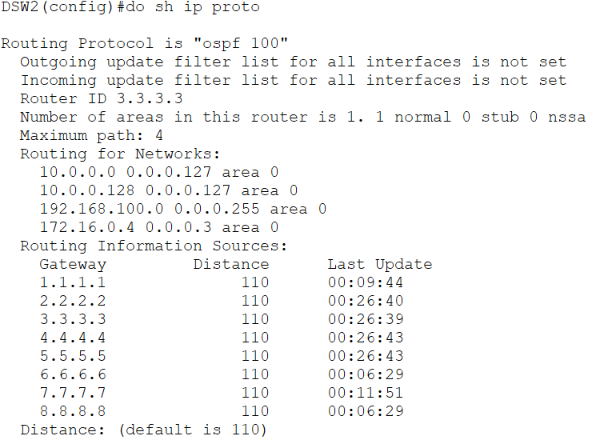 DSW2(config)#do sh ip proto
Routing Protocol is "ospf 100"
Outgoing update filter list for all interfaces is not set
Incoming update filter list for all interfaces is not set
Router ID 3.3.3.3
Number of areas in this router is 1. 1 normal 0 stub 0 nssa
Maximum path: 4
Routing for Networks:
10.0.0.0 0.0.0.127 area 0
10.0.0.128 0.0.0.127 area 0
192.168.100.0 0.0.0.255 area 0
172.16.0.4 0.0.0.3 area 0
Routing Information Sources:
Gateway Distance Last Update
1.1.1.1 110 00:09:44
2.2.2.2 110 00:26:40
3.3.3.3 110 00:26:39
4.4.4.4 110 00:26:43
5.5.5.5 110 00:26:43
6.6.6.6 110 00:06:29
7.7.7.7 110 00:11:51
8.8.8.8 110 00:06:29
Distance: (default is 110)